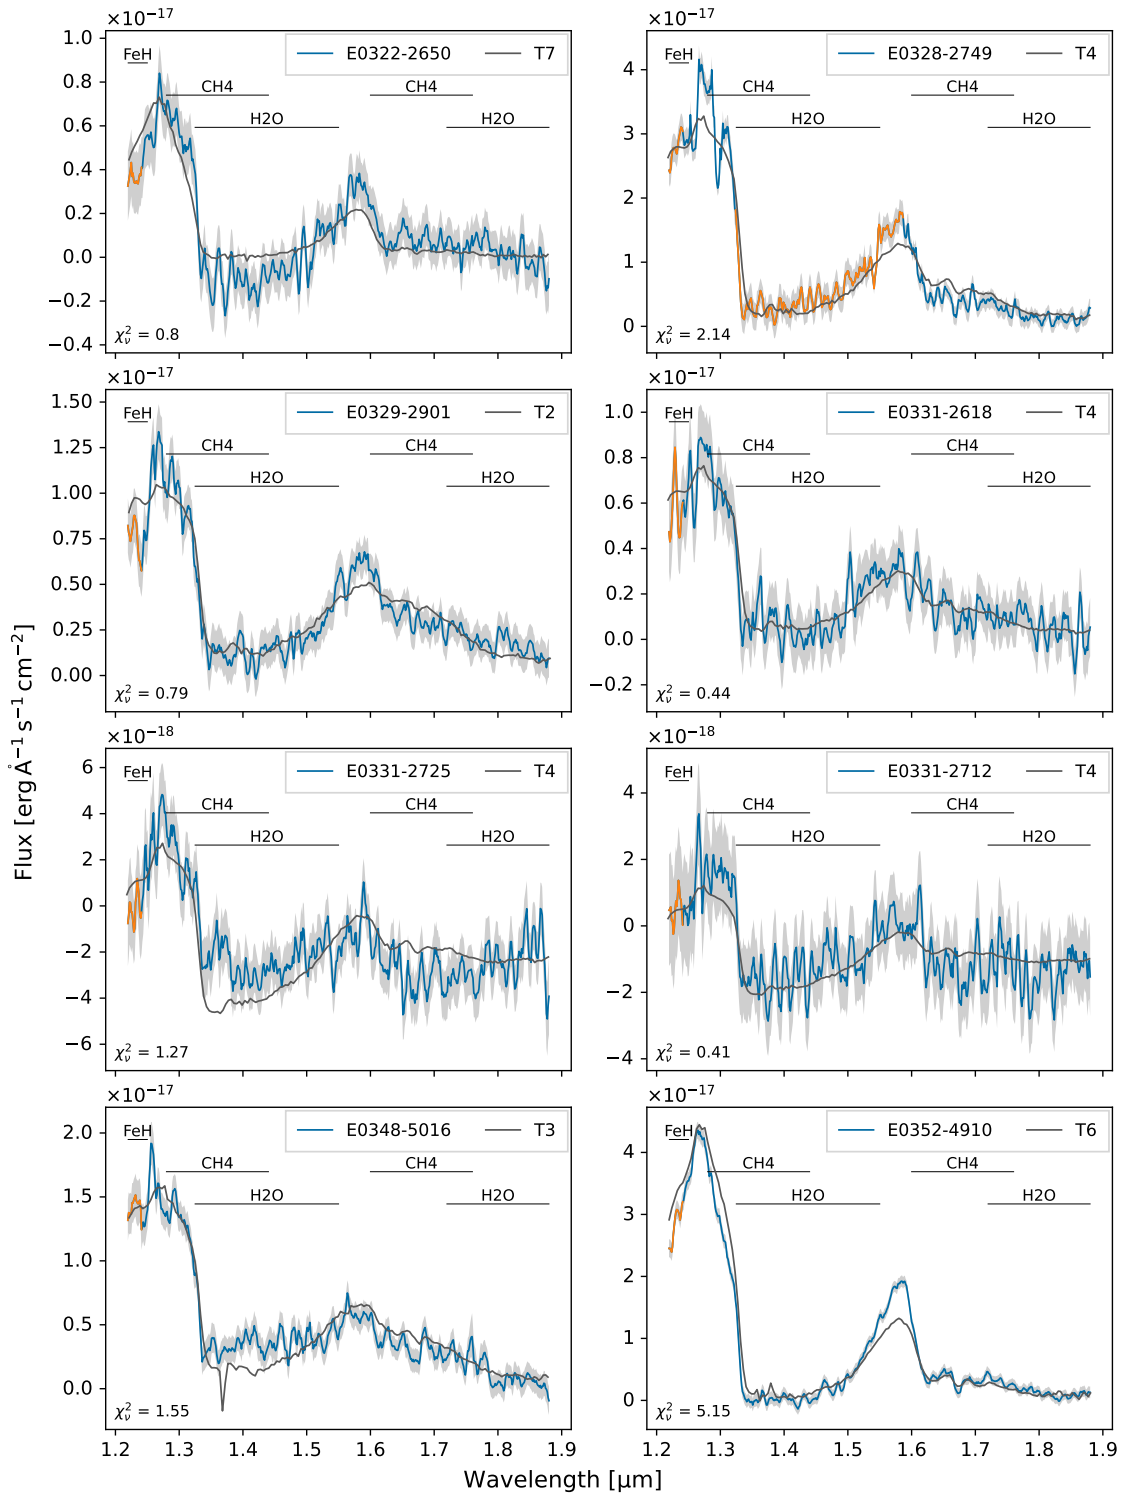 ×10⁻¹⁷
E0322-2650 T7
FeH
CH4 CH4
H2O H2O
1.0
0.8
0.6
0.4
0.2
0.0
−0.2
−0.4
χ²ᵥ = 0.8
×10⁻¹⁷
E0328-2749 T4
FeH
CH4 CH4
H2O H2O
4
3
2
1
0
χ²ᵥ = 2.14
×10⁻¹⁷
E0329-2901 T2
FeH
CH4 CH4
H2O H2O
1.50
1.25
1.00
0.75
0.50
0.25
0.00
χ²ᵥ = 0.79
×10⁻¹⁷
E0331-2618 T4
FeH
CH4 CH4
H2O H2O
1.0
0.8
0.6
0.4
0.2
0.0
−0.2
χ²ᵥ = 0.44
Flux [erg Å⁻¹ s⁻¹ cm⁻²]
×10⁻¹⁸
E0331-2725 T4
FeH
CH4 CH4
H2O H2O
6
4
2
0
−2
−4
−6
χ²ᵥ = 1.27
×10⁻¹⁸
E0331-2712 T4
FeH
CH4 CH4
H2O H2O
4
2
0
−2
−4
χ²ᵥ = 0.41
×10⁻¹⁷
E0348-5016 T3
FeH
CH4 CH4
H2O H2O
2.0
1.5
1.0
0.5
0.0
χ²ᵥ = 1.55
1.2 1.3 1.4 1.5 1.6 1.7 1.8 1.9
×10⁻¹⁷
E0352-4910 T6
FeH
CH4 CH4
H2O H2O
4
3
2
1
0
χ²ᵥ = 5.15
1.2 1.3 1.4 1.5 1.6 1.7 1.8 1.9
Wavelength [μm]